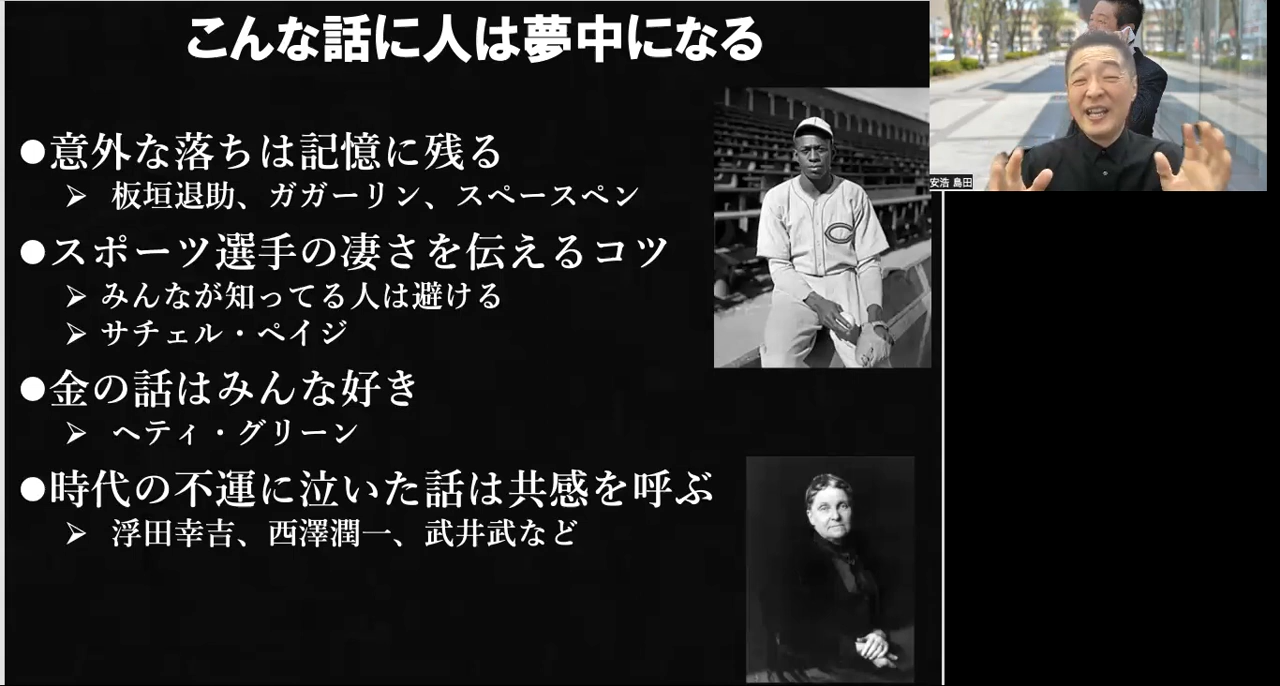 こんな話に人は夢中になる
●意外な落ちは記憶に残る
➢ 板垣退助、ガガーリン、スペースペン
●スポーツ選手の凄さを伝えるコツ
➢ みんなが知ってる人は避ける
➢ サチェル・ペイジ
●金の話はみんな好き
➢ ヘティ・グリーン
●時代の不運に泣いた話は共感を呼ぶ
➢ 浮田幸吉、西澤潤一、武井武など
安浩 島田